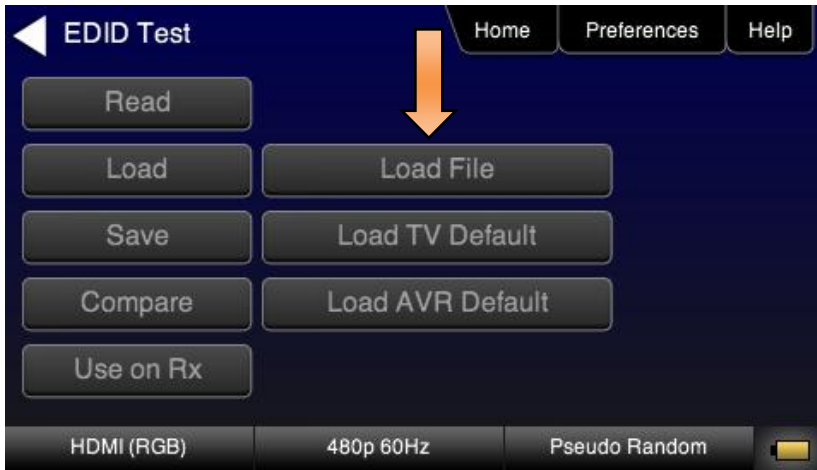 EDID Test
Home
Preferences
Help
Read
Load
Load File
Save
Load TV Default
Compare
Load AVR Default
Use on Rx
HDMI (RGB)
480p 60Hz
Pseudo Random